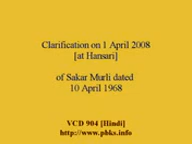 Clarification on 1 April 2008
[at Hansari]
of Sakar Murli dated
10 April 1968
VCD 904 [Hindi]
http://www.pbks.info